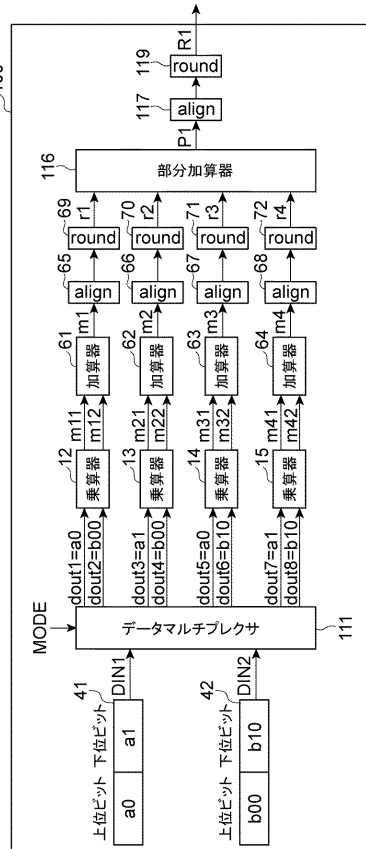 R1
119
round
117
align
P1
116
部分加算器
69
r1
70
r2
71
r3
72
r4
round
round
round
round
65
66
67
68
align
align
align
align
61
m1
62
m2
63
m3
64
m4
加算器
加算器
加算器
加算器
m11
m12
m21
m22
m31
m32
m41
m42
12
13
14
15
乗算器
乗算器
乗算器
乗算器
dout1=a0
dout2=b00
dout3=a1
dout4=b00
dout5=a0
dout6=b10
dout7=a1
dout8=b10
MODE
データマルチプレクサ
111
41
DIN1
42
DIN2
上位ビット 下位ビット
a0 a1
上位ビット 下位ビット
b00 b10